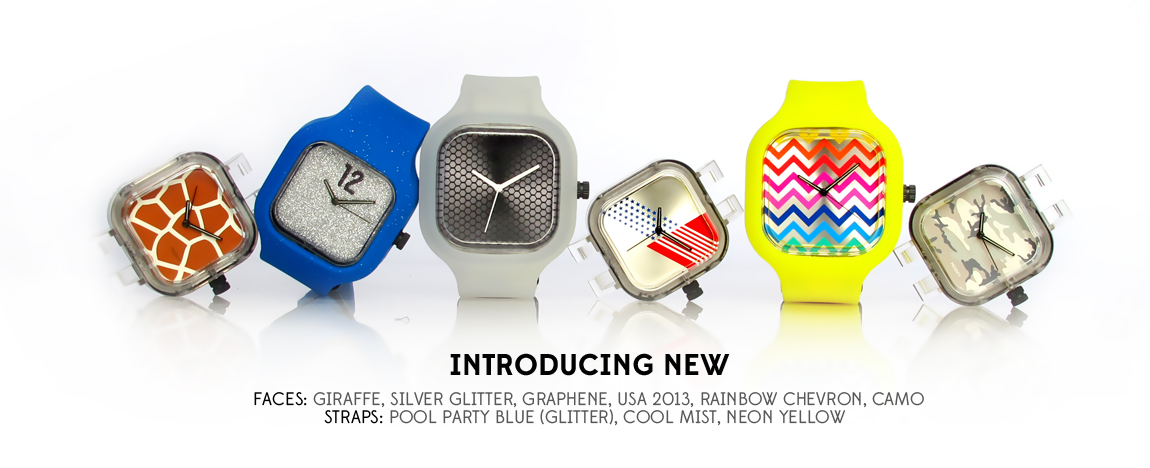 12
INTRODUCING NEW
FACES: GIRAFFE, SILVER GLITTER, GRAPHENE, USA 2013, RAINBOW CHEVRON, CAMO
STRAPS: POOL PARTY BLUE (GLITTER), COOL MIST, NEON YELLOW